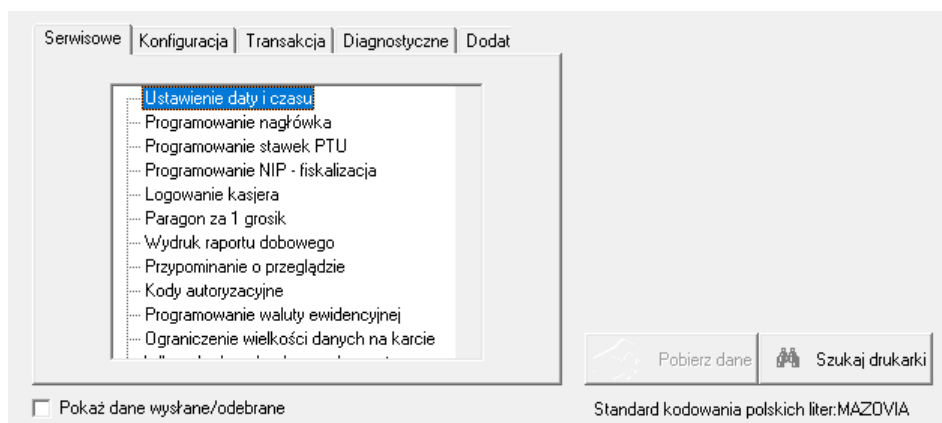 Serwisowe Konfiguracja Transakcja Diagnostyczne Dodat
Ustawienie daty i czasu
Programowanie nagłówka
Programowanie stawek PTU
Programowanie NIP - fiskalizacja
Logowanie kasjera
Paragon za 1 grosik
Wydruk raportu dobowego
Przypominanie o przeglądzie
Kody autoryzacyjne
Programowanie waluty ewidencyjnej
Ograniczenie wielkości danych na karcie
Pobierz dane Szukaj drukarki
Pokaż dane wysłane/odebrane
Standard kodowania polskich liter:MAZOVIA